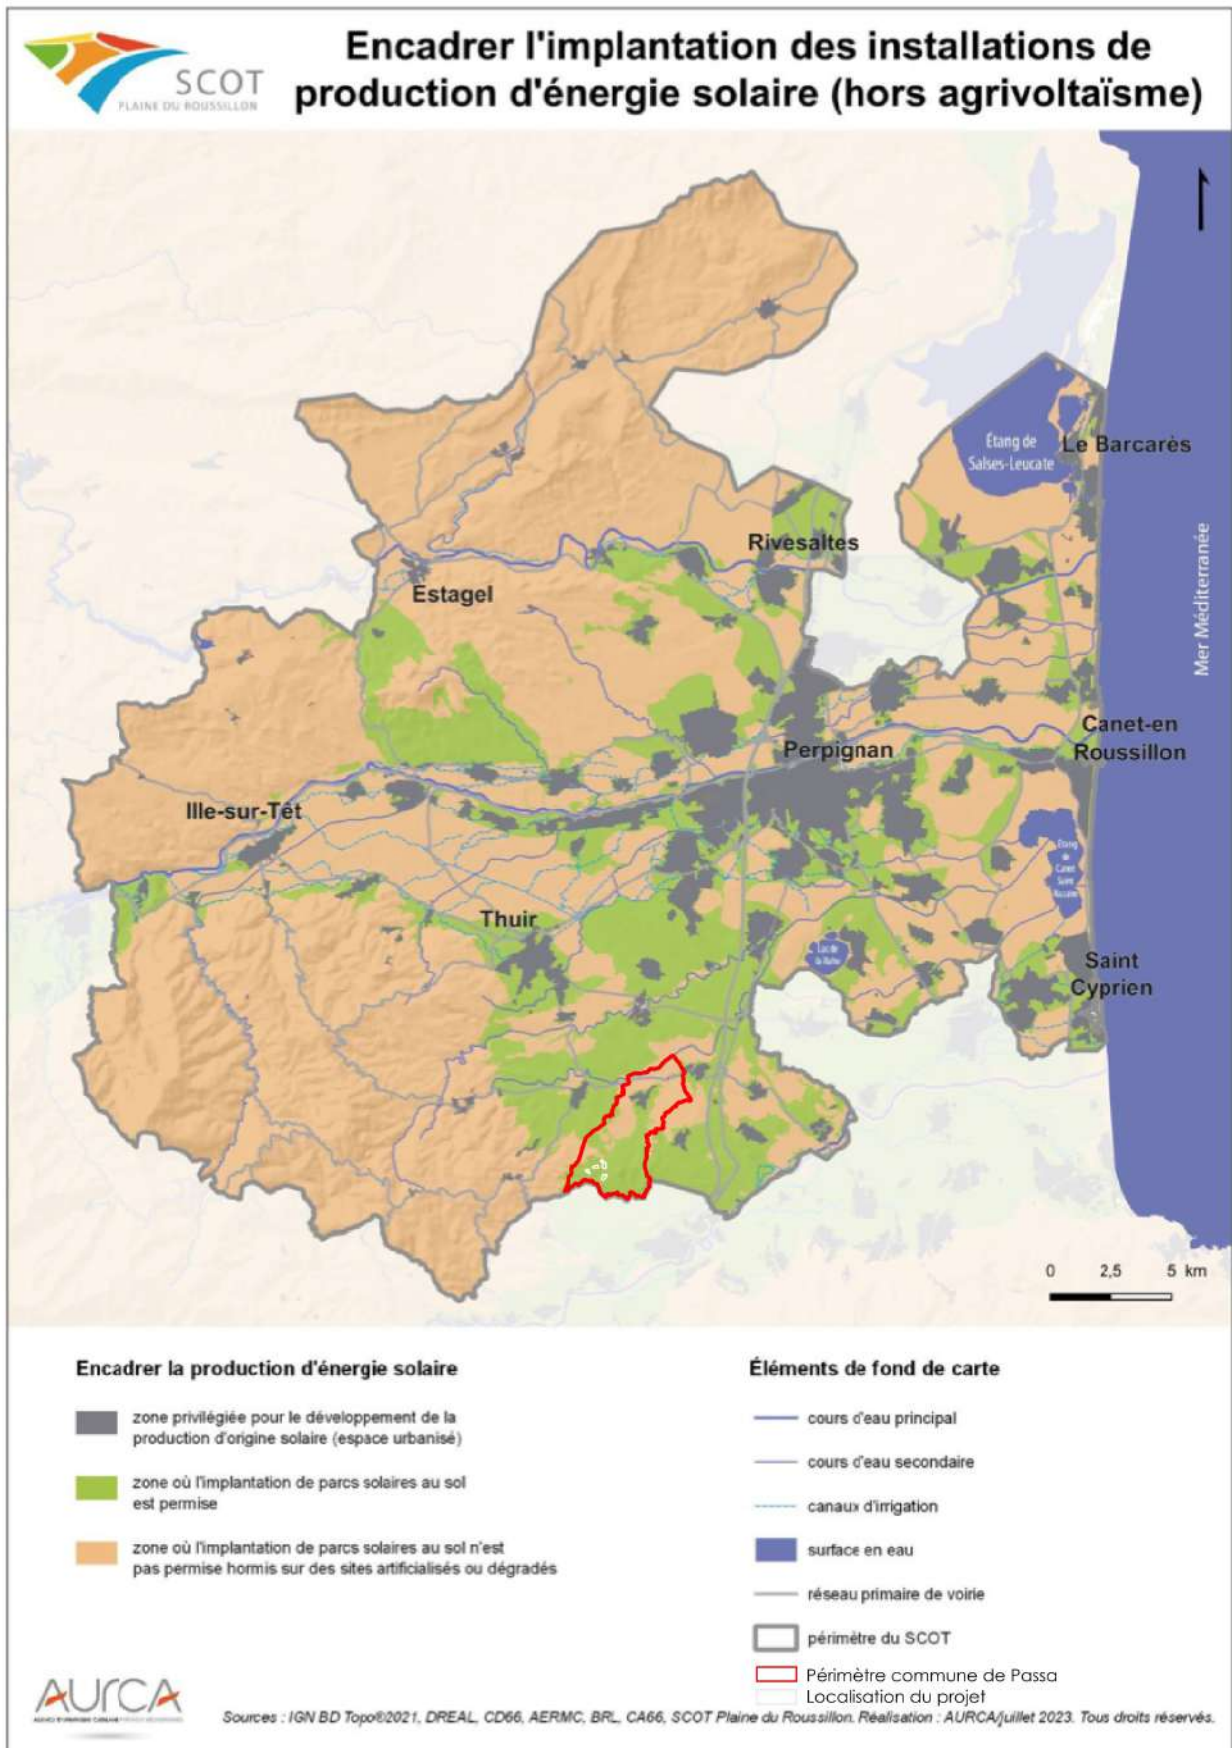 SCOT
PLAINE DU ROUSSILLON
Encadrer l'implantation des installations de
production d'énergie solaire (hors agrivoltaïsme)
Étang de
Salses-Leucate
Le Barcarès
Rivesaltes
Mer Méditerranée
Estagel
Canet-en
Roussillon
Perpignan
Ille-sur-Têt
Étang
de
Canet
Saint
Nazaire
Thuir
Saint
Cyprien
0 2,5 5 km
Encadrer la production d'énergie solaire
zone privilégiée pour le développement de la
production d'origine solaire (espace urbanisé)
zone où l'implantation de parcs solaires au sol
est permise
zone où l'implantation de parcs solaires au sol n'est
pas permise hormis sur des sites artificialisés ou dégradés
Éléments de fond de carte
cours d'eau principal
cours d'eau secondaire
canaux d'irrigation
surface en eau
réseau primaire de voirie
périmètre du SCOT
Périmètre commune de Passa
Localisation du projet
AURCA
Sources : IGN BD Topo®2021, DREAL, CD66, AERMC, BRL, CA66, SCOT Plaine du Roussillon. Réalisation : AURCA/juillet 2023. Tous droits réservés.